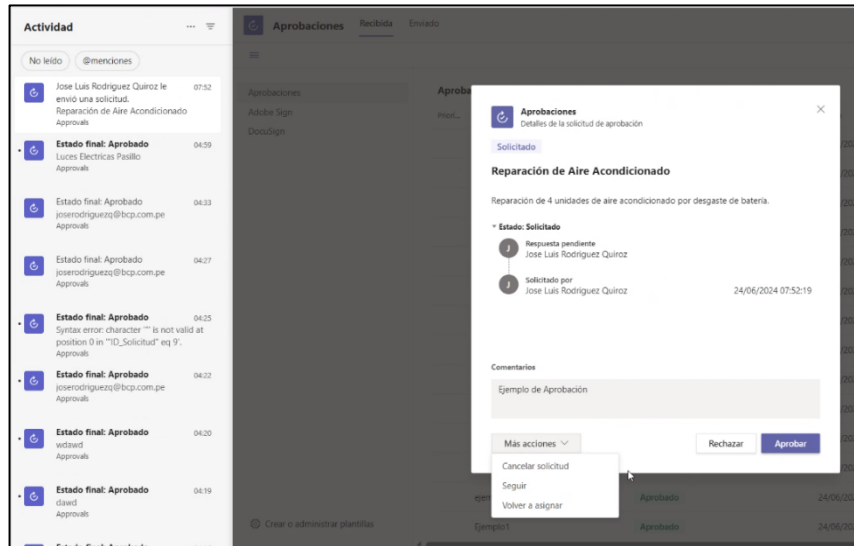 Actividad
No leído
@menciones
Jose Luis Rodriguez Quiroz le
envió una solicitud.
07:52
Reparación de Aire Acondicionado
Approvals
Estado final: Aprobado
04:59
Luces Electricas Pasillo
Approvals
Estado final: Aprobado
04:33
joserodriguezq@bcp.com.pe
Approvals
Estado final: Aprobado
04:27
joserodriguezq@bcp.com.pe
Approvals
Estado final: Aprobado
04:25
Syntax error: character '"' is not valid at
position 0 in '"ID_Solicitud" eq 9'.
Approvals
Estado final: Aprobado
04:22
joserodriguezq@bcp.com.pe
Approvals
Estado final: Aprobado
04:20
wdawd
Approvals
Estado final: Aprobado
04:19
dawd
Approvals
Aprobaciones
Recibida
Enviado
Aprobaciones
Adobe Sign
DocuSign
Crear o administrar plantillas
Aprobaciones
Detalles de la solicitud de aprobación
Solicitado
Reparación de Aire Acondicionado
Reparación de 4 unidades de aire acondicionado por desgaste de batería.
Estado: Solicitado
J
Respuesta pendiente
Jose Luis Rodriguez Quiroz
J
Solicitado por
Jose Luis Rodriguez Quiroz
24/06/2024 07:52:19
Comentarios
Ejemplo de Aprobación
Más acciones
Rechazar
Aprobar
Cancelar solicitud
Seguir
Volver a asignar
Aprobado
Ejemplo1
Aprobado